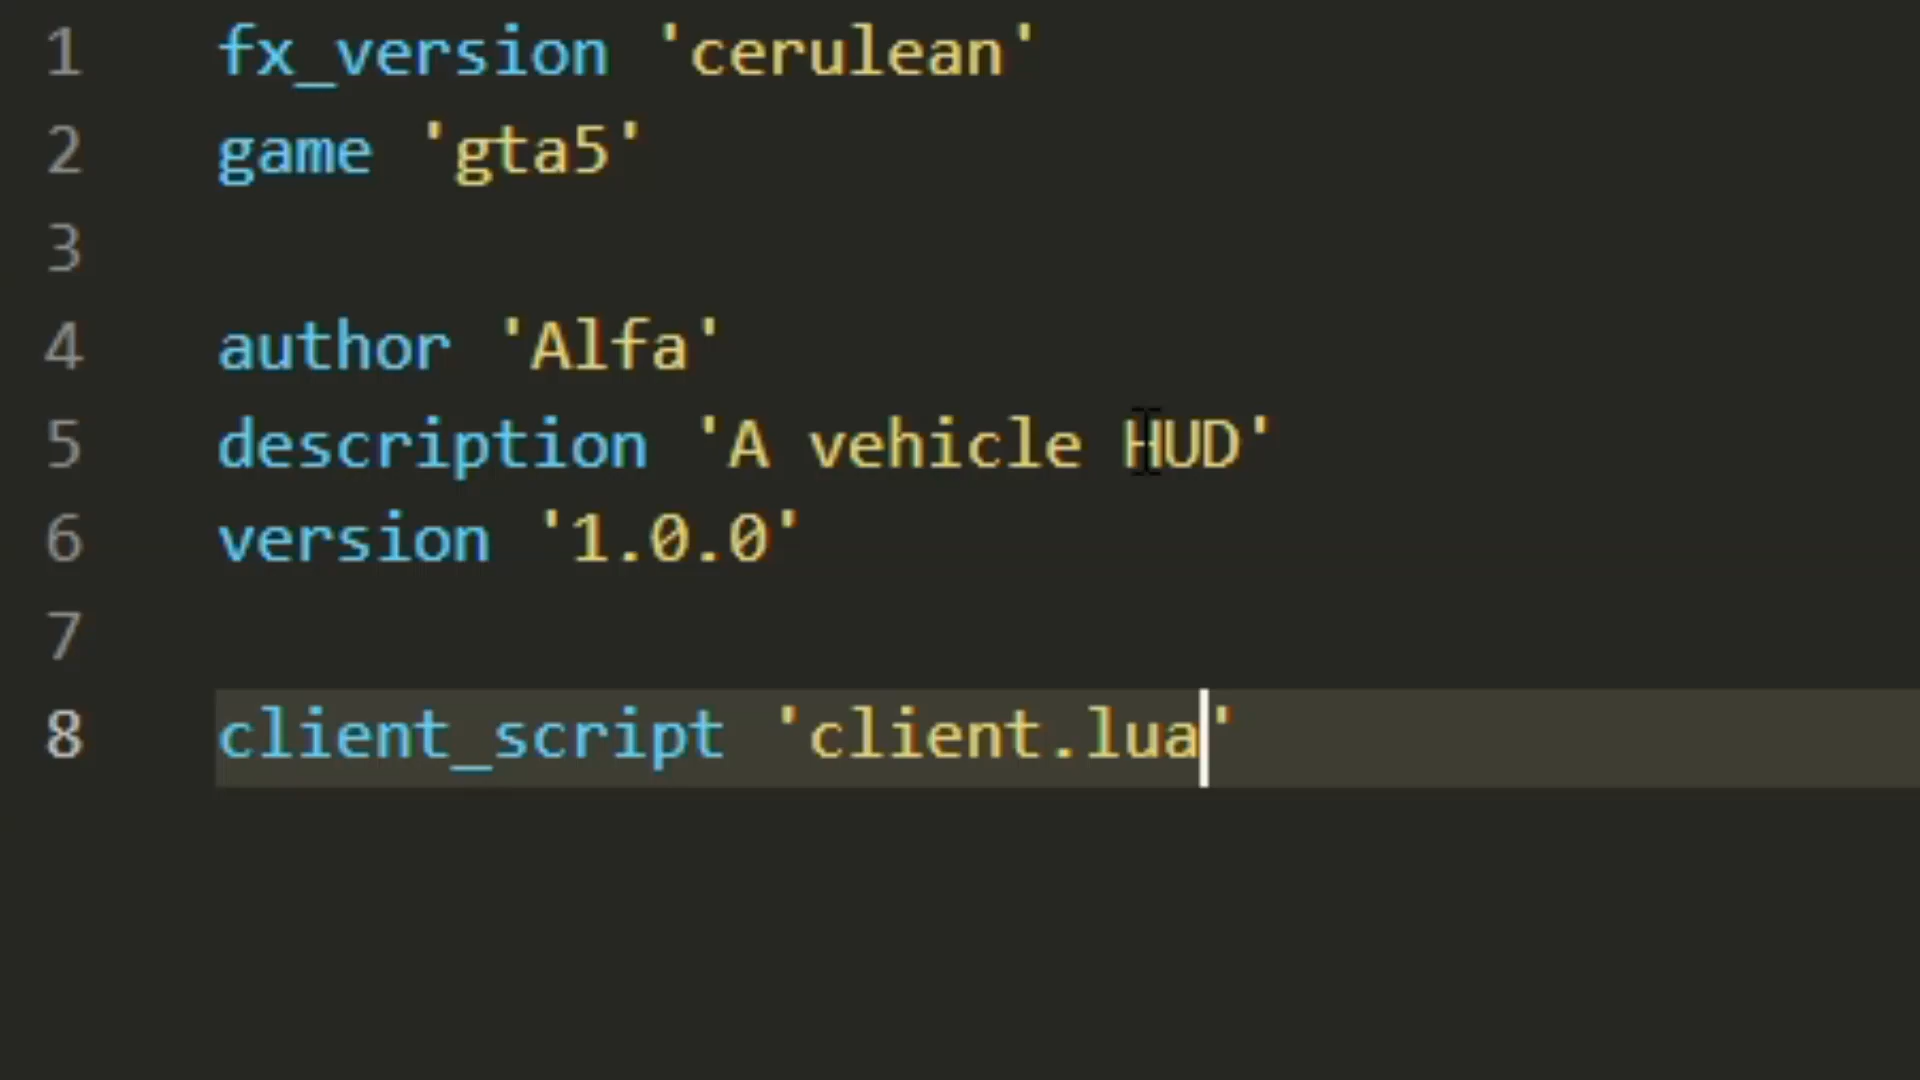 1 fx_version 'cerulean'
2 game 'gta5'
3
4 author 'Alfa'
5 description 'A vehicle HUD'
6 version '1.0.0'
7
8 client_script 'client.lua'